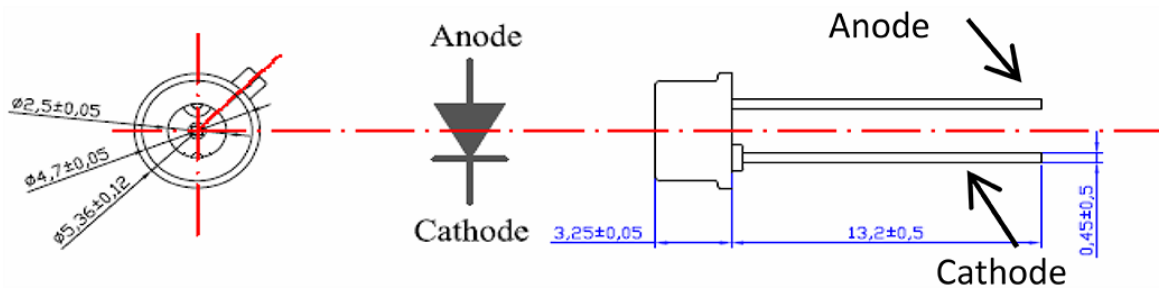 Ø2,5±0,05
Ø4,7±0,05
Ø5,36±0,12
Anode
Cathode
Anode
3,25±0,05
13,2±0,5
0,45±0,5
Cathode